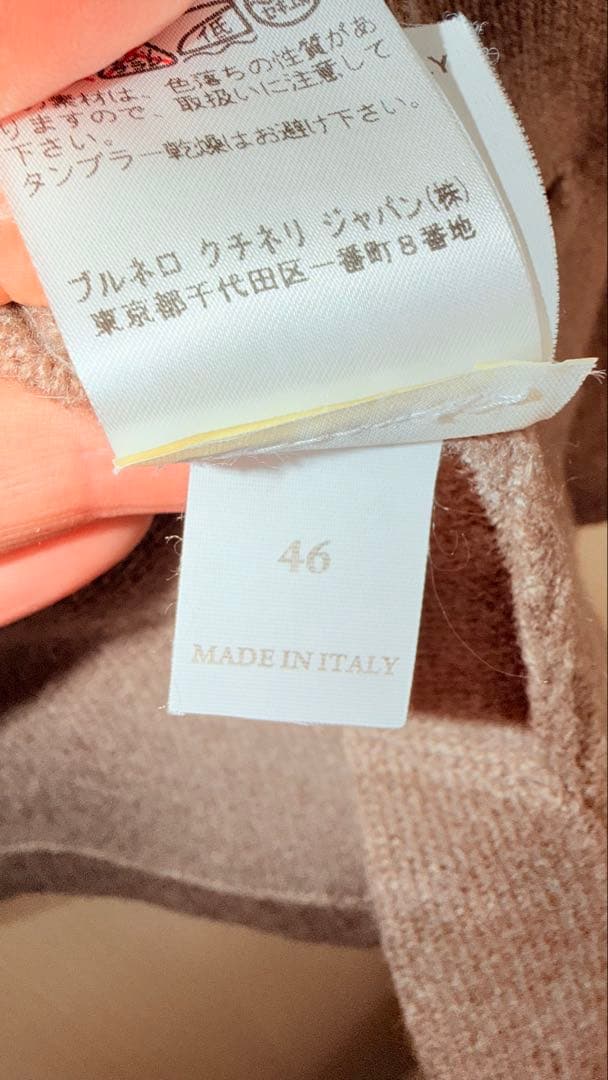 低
素材は、色落ちの性質があ
りますので、取扱いに注意して
下さい。
タンブラー乾燥はお避け下さい。
ブルネロ クチネリ ジャパン(株)
東京都千代田区一番町8番地
Y
46
MADE IN ITALY